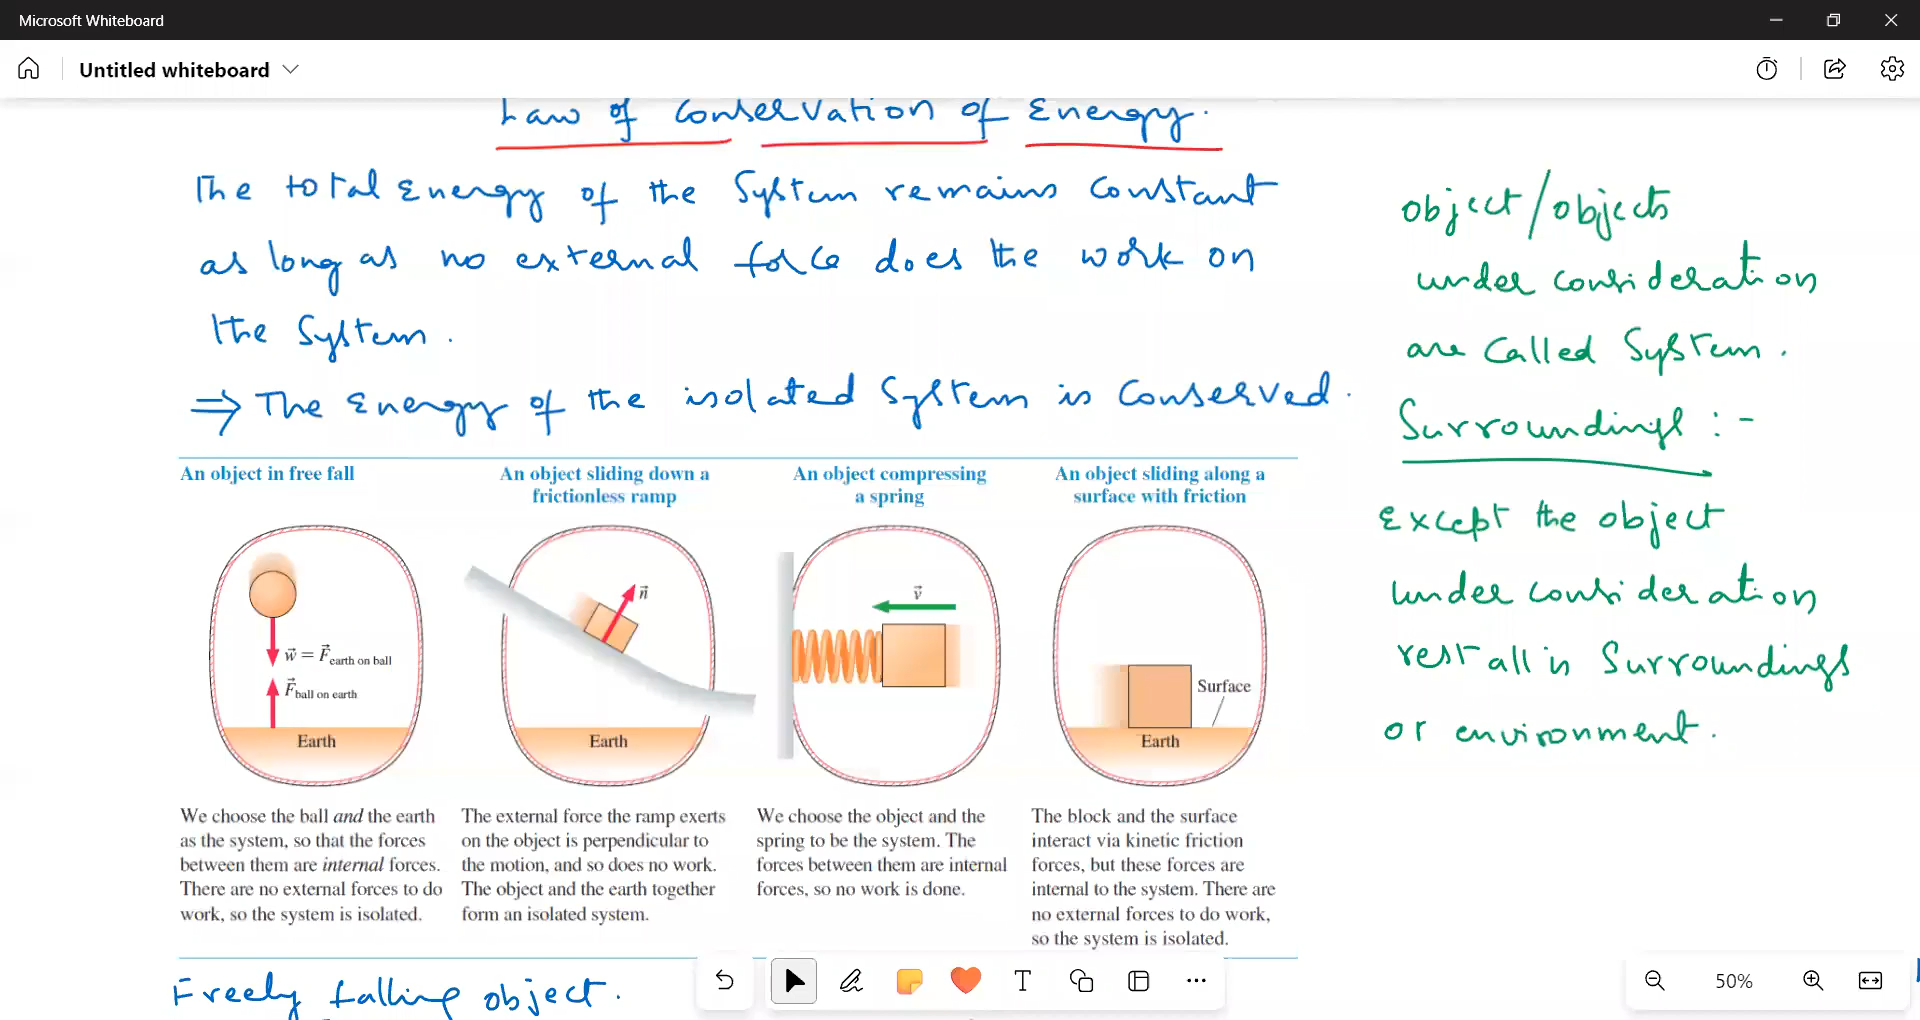 Microsoft Whiteboard
Untitled whiteboard
Law of Conservation of Energy.
The total Energy of the System remains constant
as long as no external force does the work on
the System.
⇒ The Energy of the isolated System is Conserved.
object/objects
under consideration
are Called System.
Surroundings :-
Except the object
under consideration
rest all is Surroundings
or environment.
An object in free fall
An object sliding down a
frictionless ramp
An object compressing
a spring
An object sliding along a
surface with friction
w⃗ = F⃗ earth on ball
F⃗ ball on earth
Earth
n⃗
Earth
v⃗
Surface
Earth
We choose the ball and the earth
as the system, so that the forces
between them are internal forces.
There are no external forces to do
work, so the system is isolated.
The external force the ramp exerts
on the object is perpendicular to
the motion, and so does no work.
The object and the earth together
form an isolated system.
We choose the object and the
spring to be the system. The
forces between them are internal
forces, so no work is done.
The block and the surface
interact via kinetic friction
forces, but these forces are
internal to the system. There are
no external forces to do work,
so the system is isolated.
Freely falling object.
T
50%